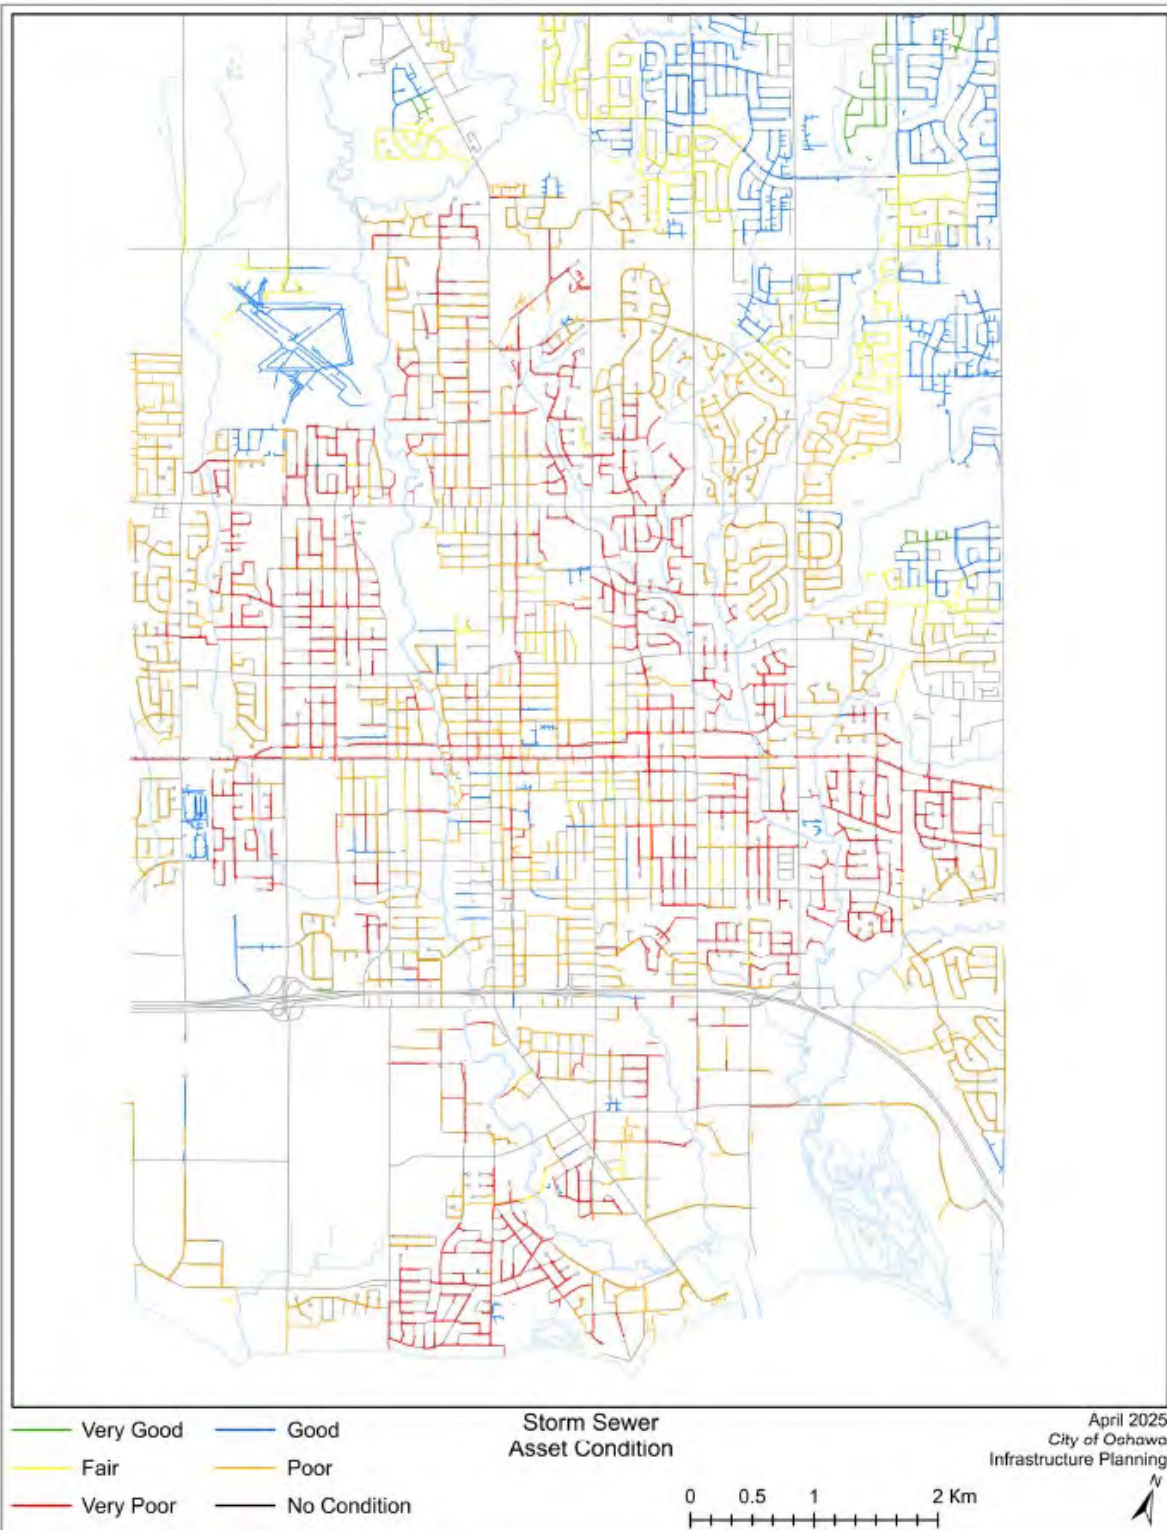 Very Good
Good
Fair
Poor
Very Poor
No Condition
Storm Sewer
Asset Condition
0 0.5 1 2 Km
April 2025
City of Oshawa
Infrastructure Planning
N